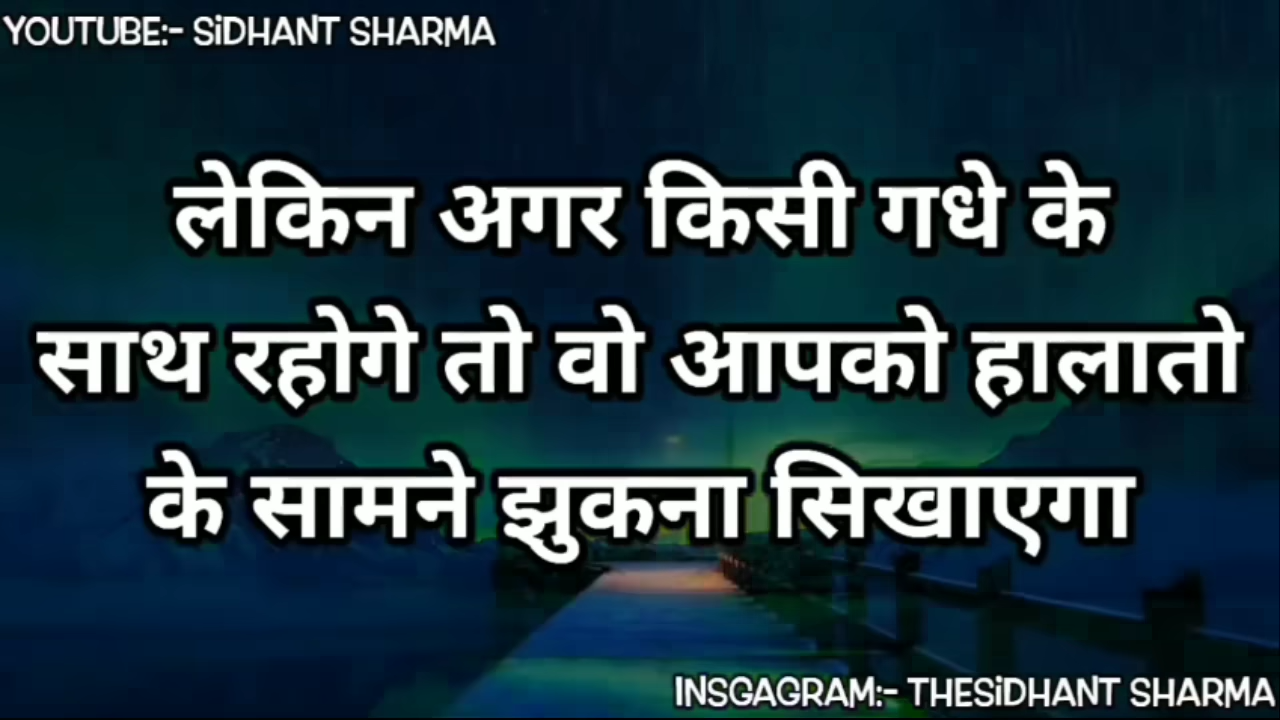 YOUTUBE:- SiDHANT SHARMA
लेकिन अगर किसी गधे के
साथ रहोगे तो वो आपको हालातो
के सामने झुकना सिखाएगा
INSGAGRAM:- THESiDHANT SHARMA